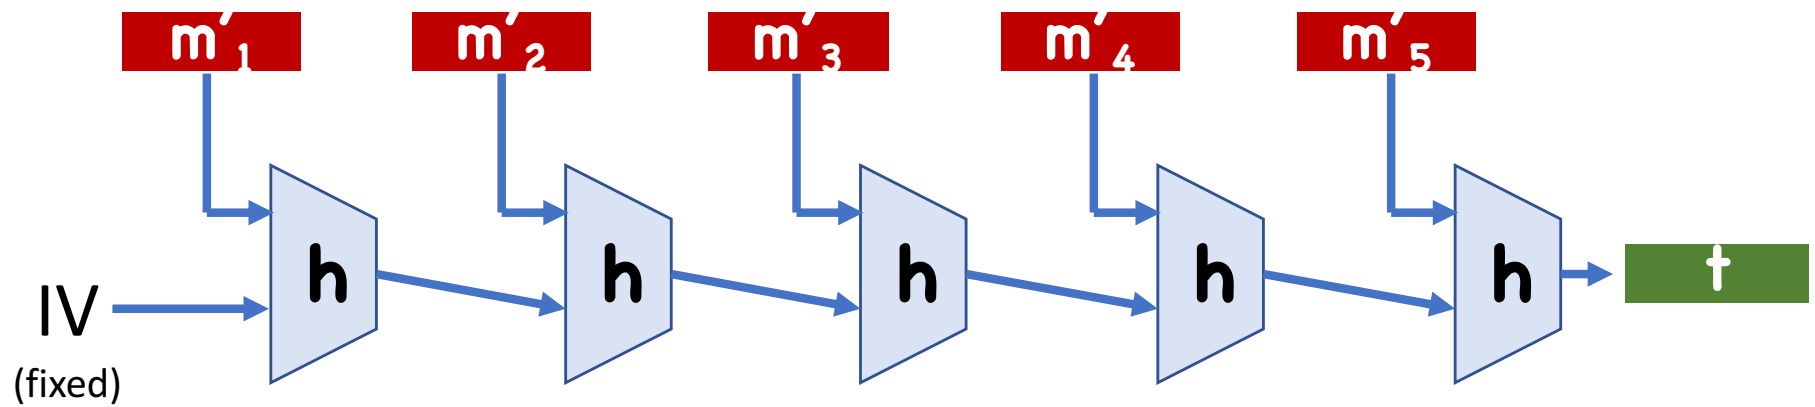 m′₁ m′₂ m′₃ m′₄ m′₅
h h h h h
t
IV
(fixed)